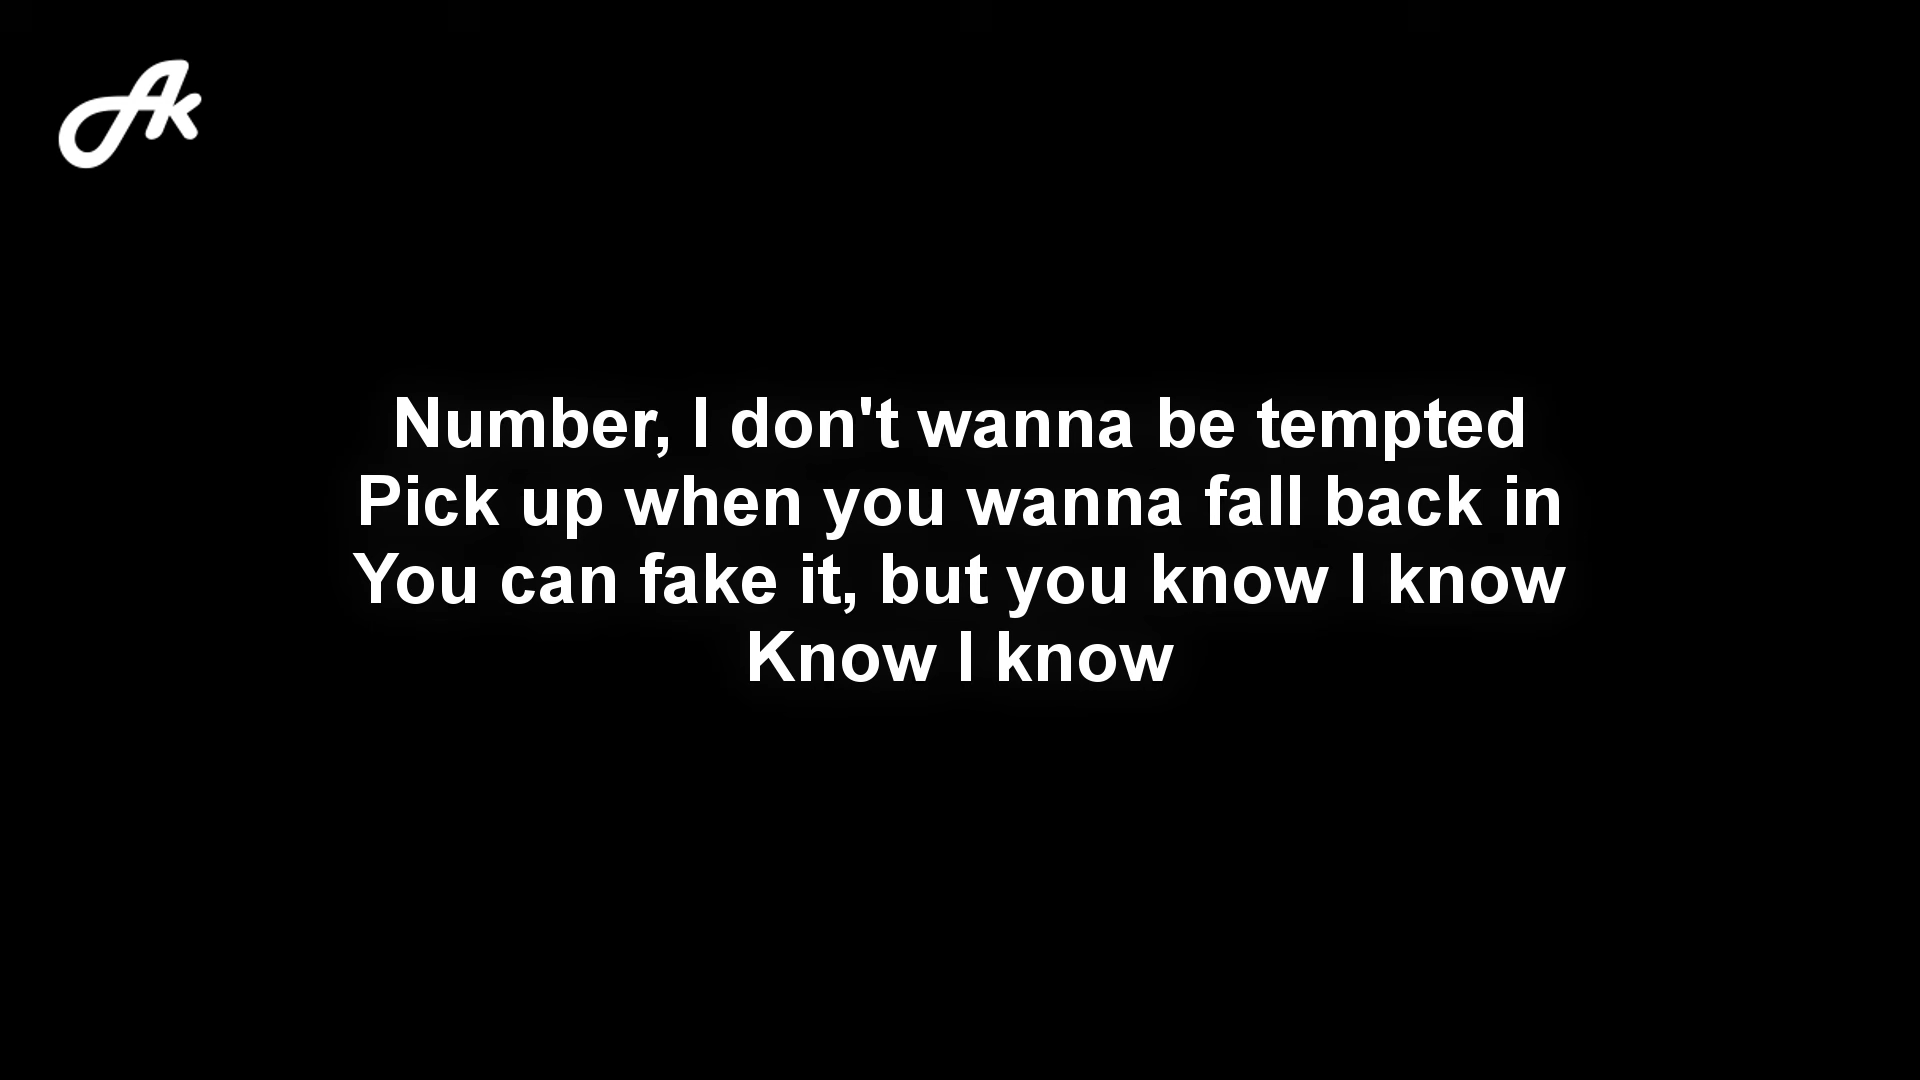 Ak
Number, I don't wanna be tempted
Pick up when you wanna fall back in
You can fake it, but you know I know
Know I know